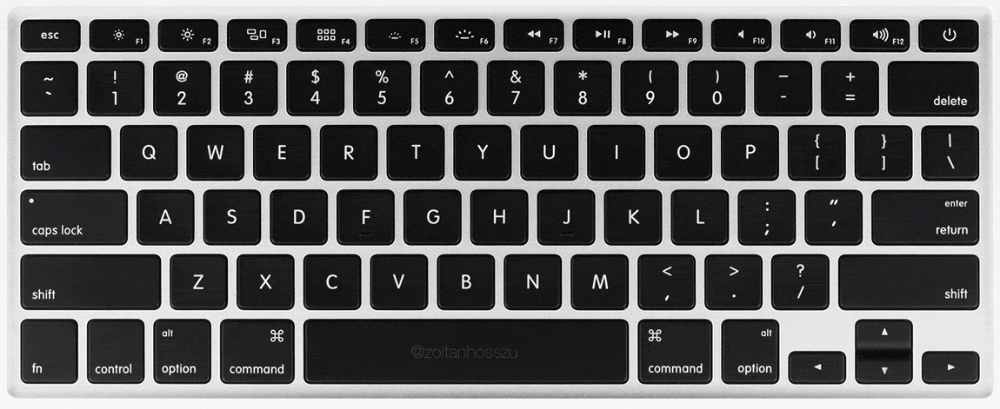 esc F1 F2 F3 F4 F5 F6 F7 F8 F9 F10 F11 F12
~ ! @ # $ % ^ & * ( ) — +
` 1 2 3 4 5 6 7 8 9 0 - = delete
tab Q W E R T Y U I O P { [ } ] | \
caps lock A S D F G H J K L : ; " ' enter return
shift Z X C V B N M < , > . ? / shift
fn control alt option ⌘ command @zoltanhosszu ⌘ command alt option